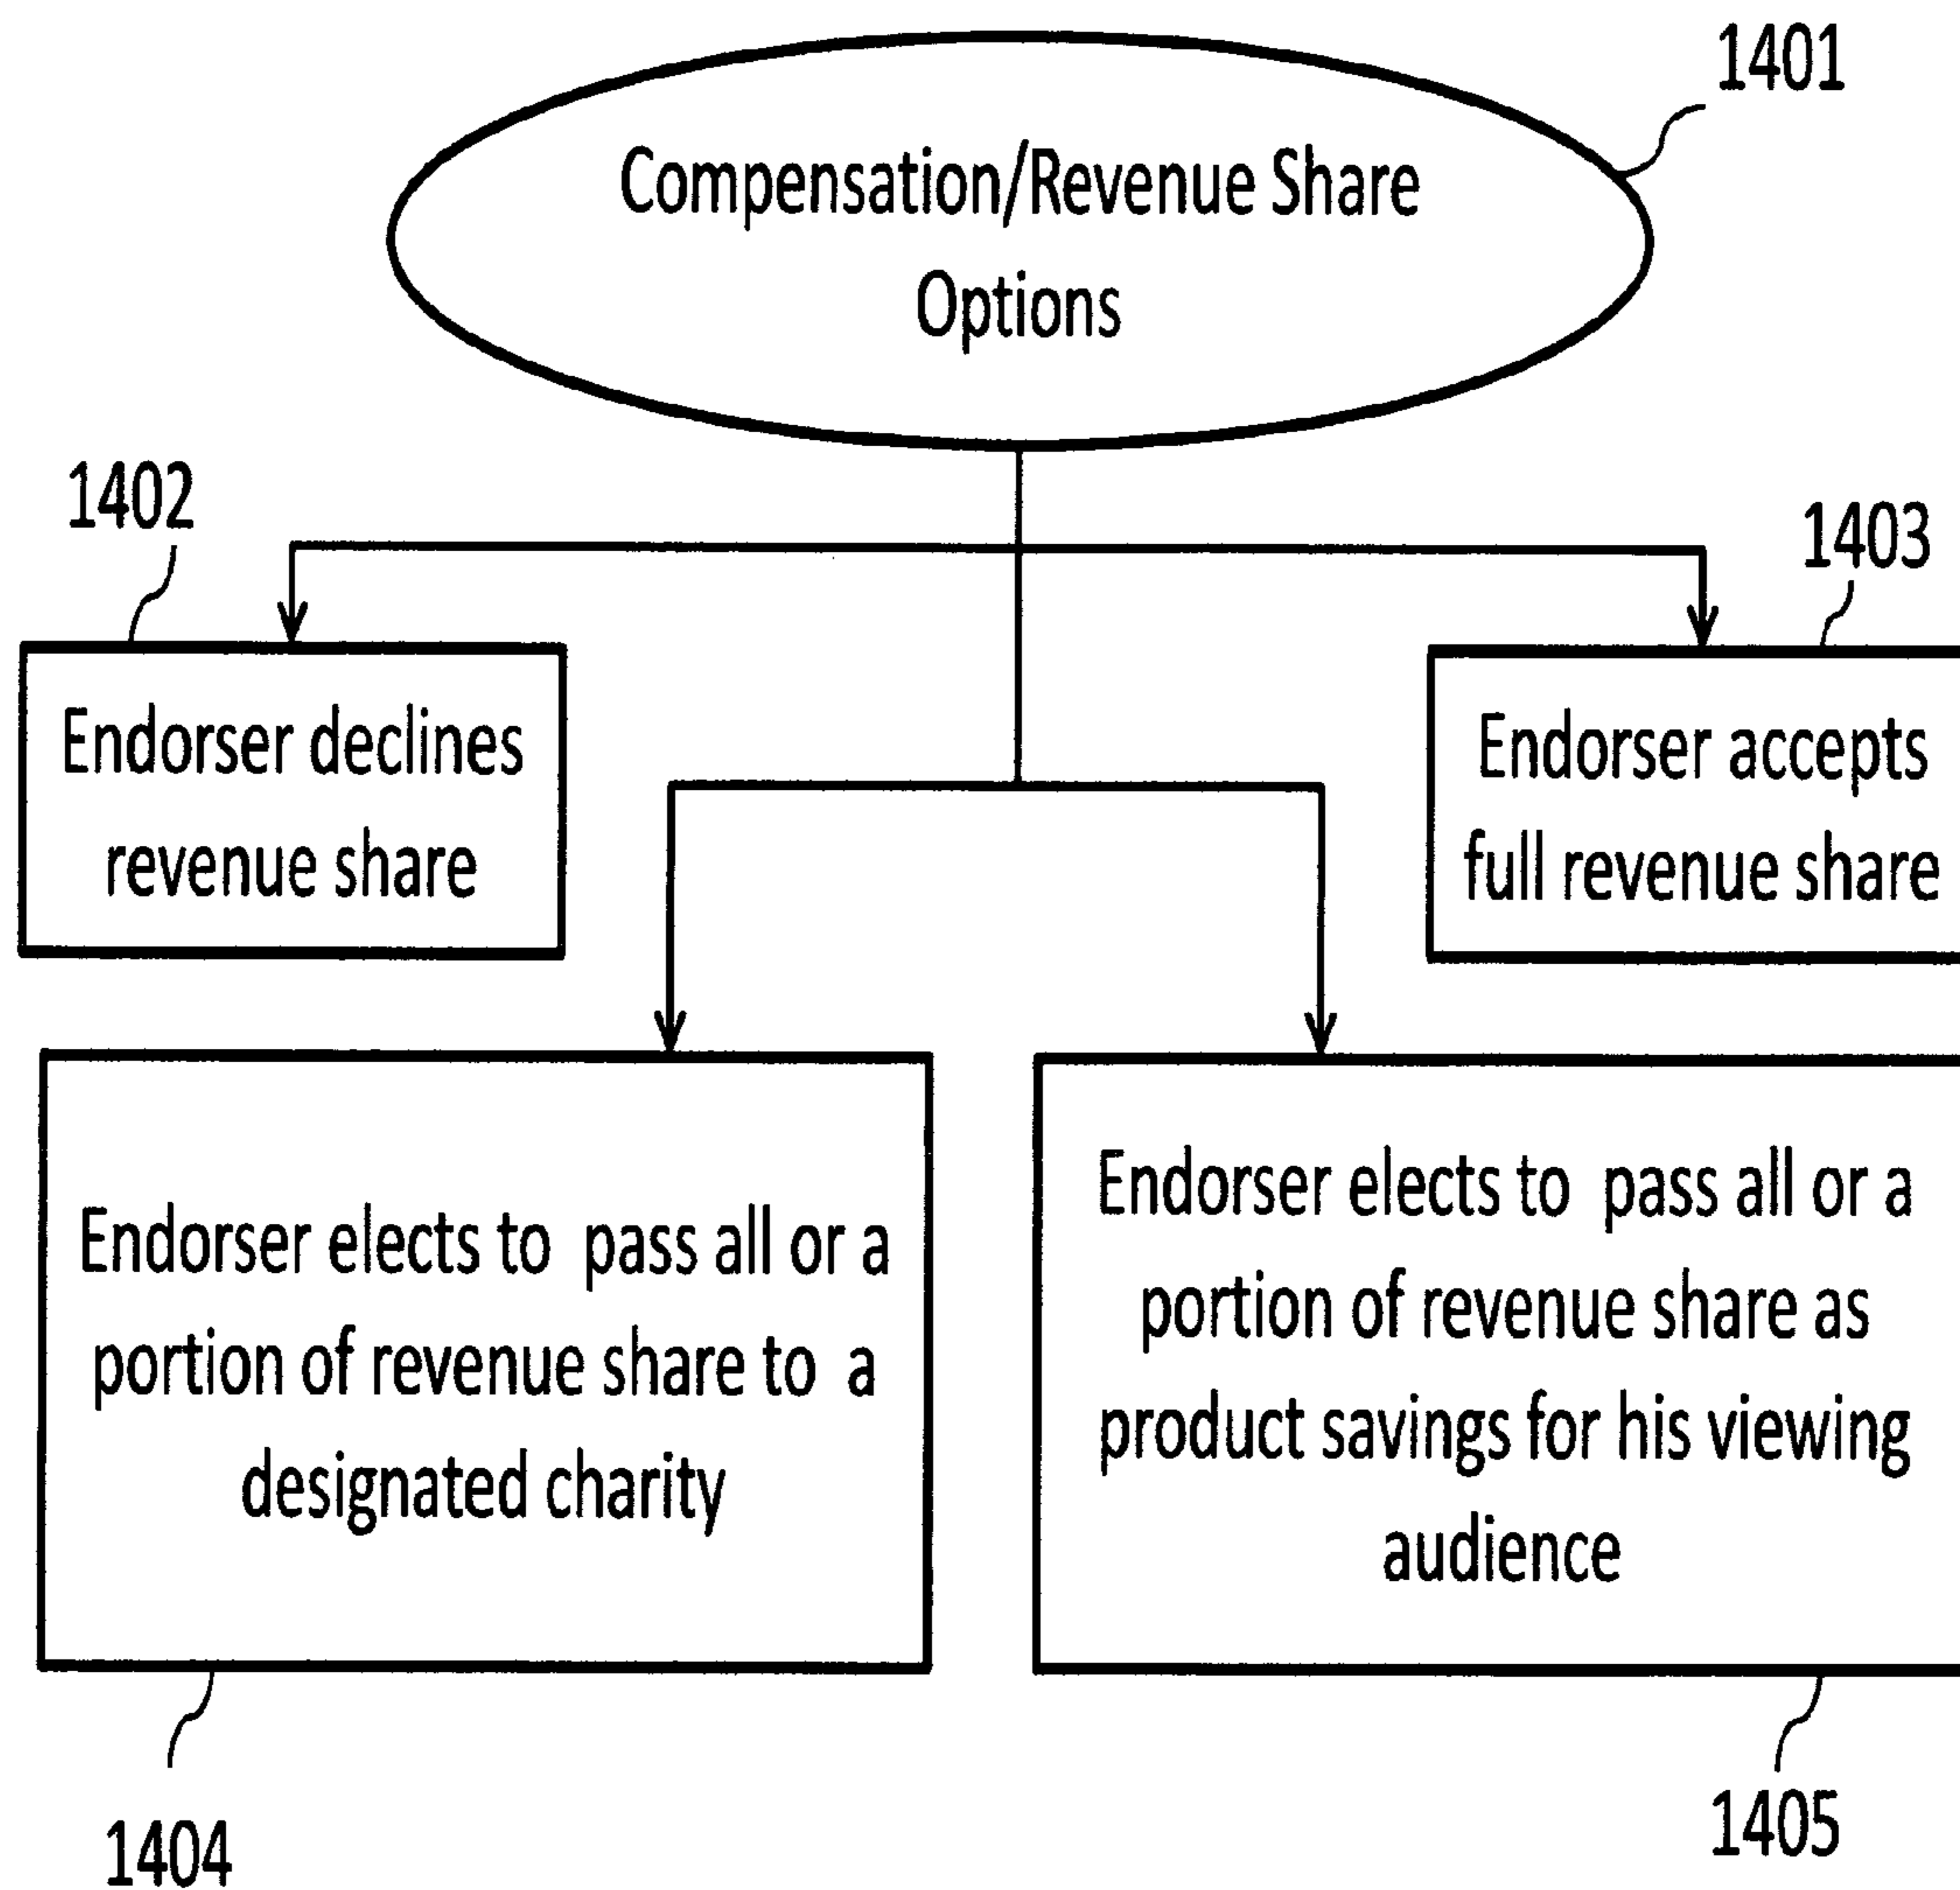 1401
Compensation/Revenue Share
Options
1402
1403
Endorser declines
revenue share
Endorser accepts
full revenue share
Endorser elects to pass all or a
portion of revenue share to a
designated charity
Endorser elects to pass all or a
portion of revenue share as
product savings for his viewing
audience
1404
1405